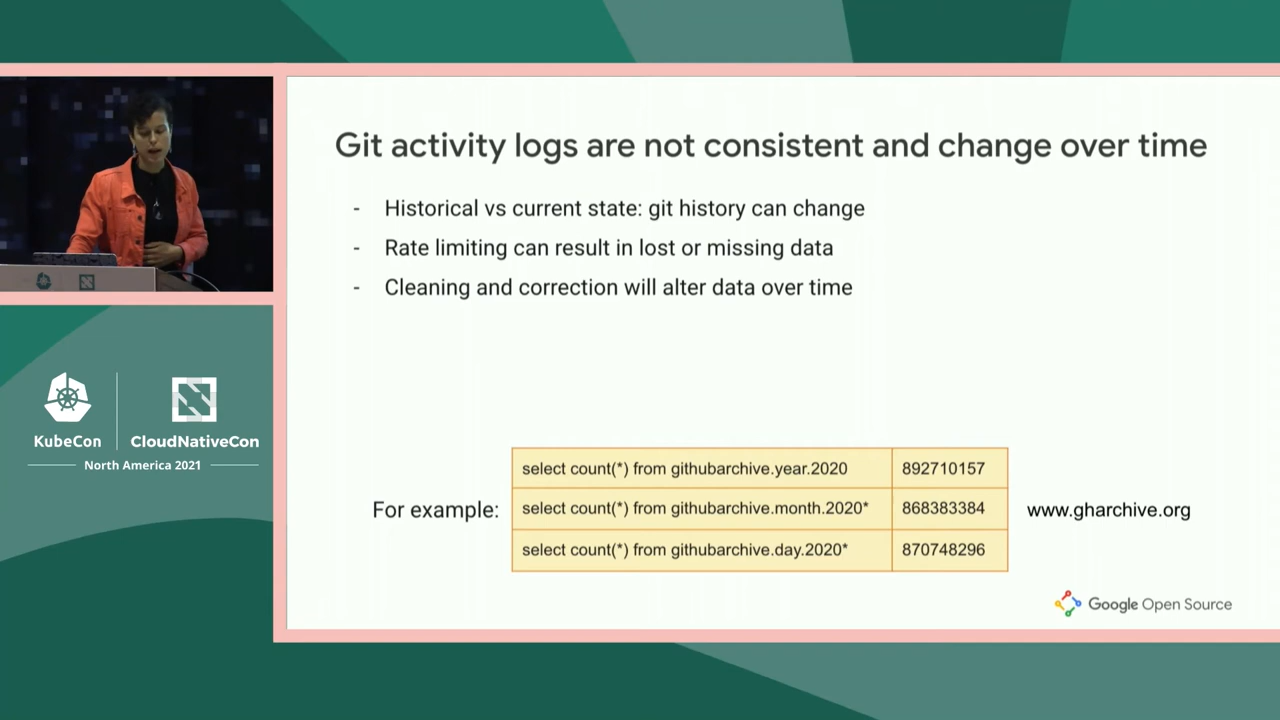 Git activity logs are not consistent and change over time
- Historical vs current state: git history can change
- Rate limiting can result in lost or missing data
- Cleaning and correction will alter data over time
For example:
select count(*) from githubarchive.year.2020 892710157
select count(*) from githubarchive.month.2020* 868383384
select count(*) from githubarchive.day.2020* 870748296
www.gharchive.org
Google Open Source
KubeCon
CloudNativeCon
North America 2021